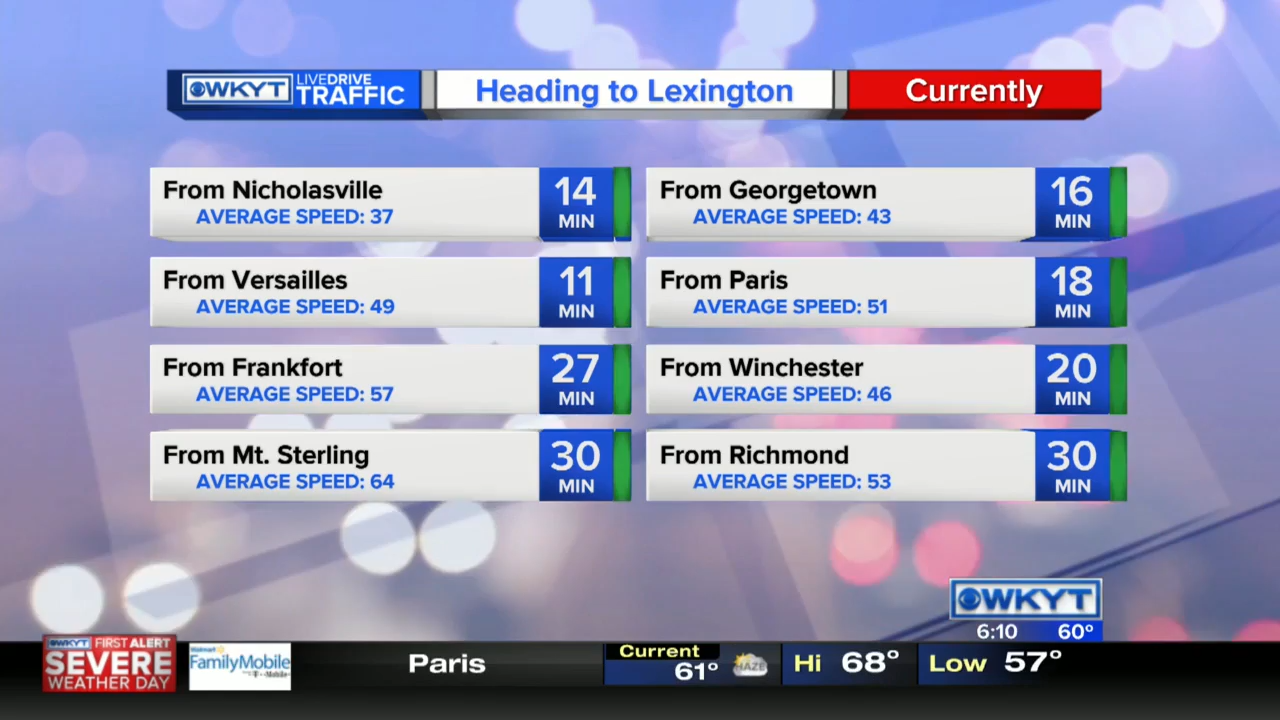 WKYT LIVEDRIVE TRAFFIC
Heading to Lexington
Currently
From Nicholasville
AVERAGE SPEED: 37
14 MIN
From Georgetown
AVERAGE SPEED: 43
16 MIN
From Versailles
AVERAGE SPEED: 49
11 MIN
From Paris
AVERAGE SPEED: 51
18 MIN
From Frankfort
AVERAGE SPEED: 57
27 MIN
From Winchester
AVERAGE SPEED: 46
20 MIN
From Mt. Sterling
AVERAGE SPEED: 64
30 MIN
From Richmond
AVERAGE SPEED: 53
30 MIN
WKYT
6:10 60°
WKYT FIRST ALERT
SEVERE
WEATHER DAY
Walmart
FamilyMobile
T-Mobile
Paris
Current
61°
HAZE
Hi 68°
Low 57°